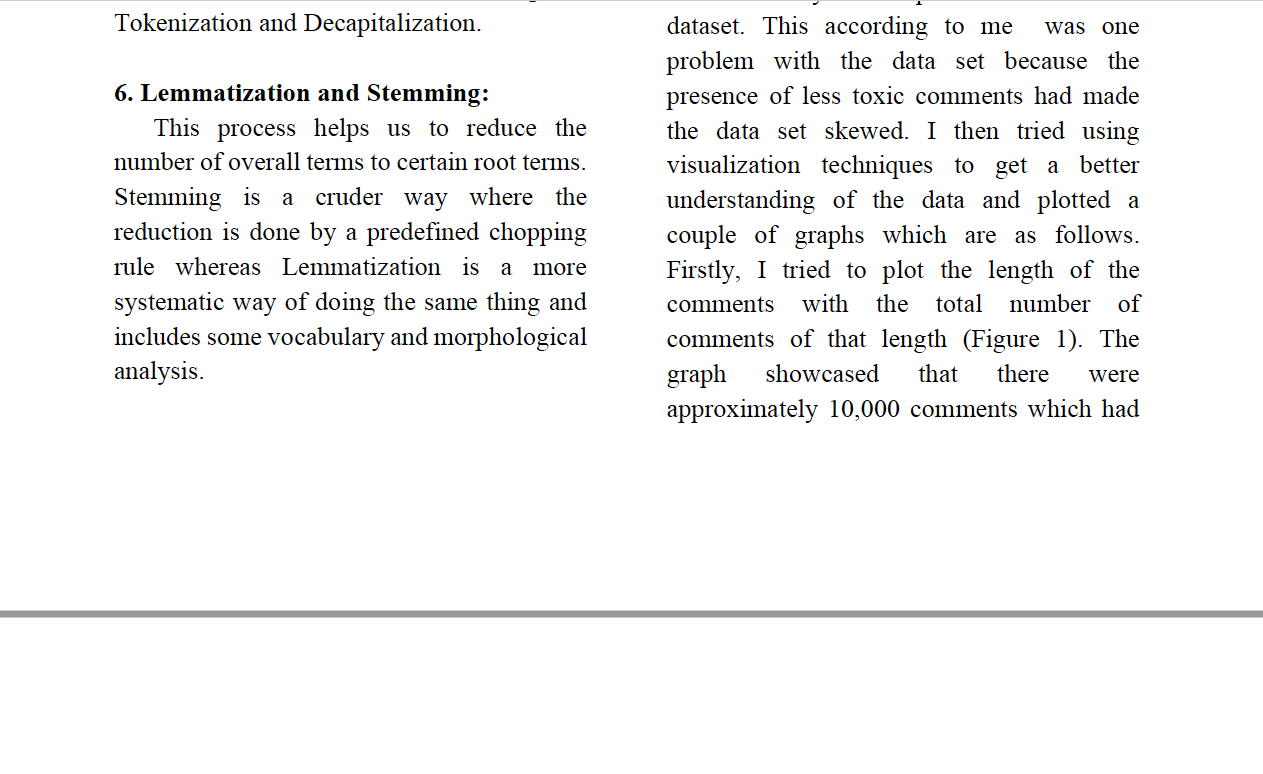 Tokenization and Decapitalization.
6. Lemmatization and Stemming:
This process helps us to reduce the
number of overall terms to certain root terms.
Stemming is a cruder way where the
reduction is done by a predefined chopping
rule whereas Lemmatization is a more
systematic way of doing the same thing and
includes some vocabulary and morphological
analysis.
dataset. This according to me was one
problem with the data set because the
presence of less toxic comments had made
the data set skewed. I then tried using
visualization techniques to get a better
understanding of the data and plotted a
couple of graphs which are as follows.
Firstly, I tried to plot the length of the
comments with the total number of
comments of that length (Figure 1). The
graph showcased that there were
approximately 10,000 comments which had